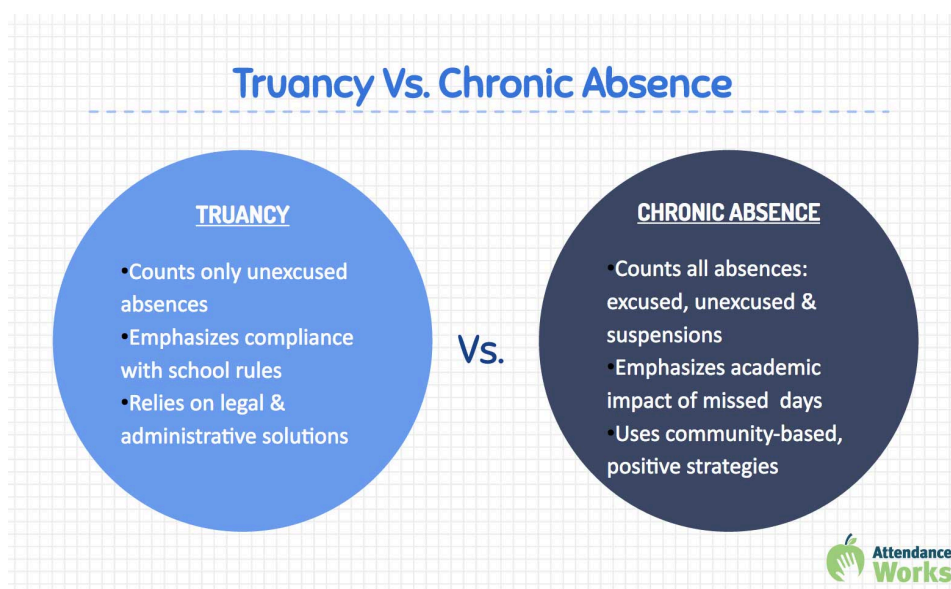 Truancy Vs. Chronic Absence
TRUANCY
•Counts only unexcused
absences
•Emphasizes compliance
with school rules
•Relies on legal &
administrative solutions
Vs.
CHRONIC ABSENCE
•Counts all absences:
excused, unexcused &
suspensions
•Emphasizes academic
impact of missed days
•Uses community-based,
positive strategies
Attendance
Works